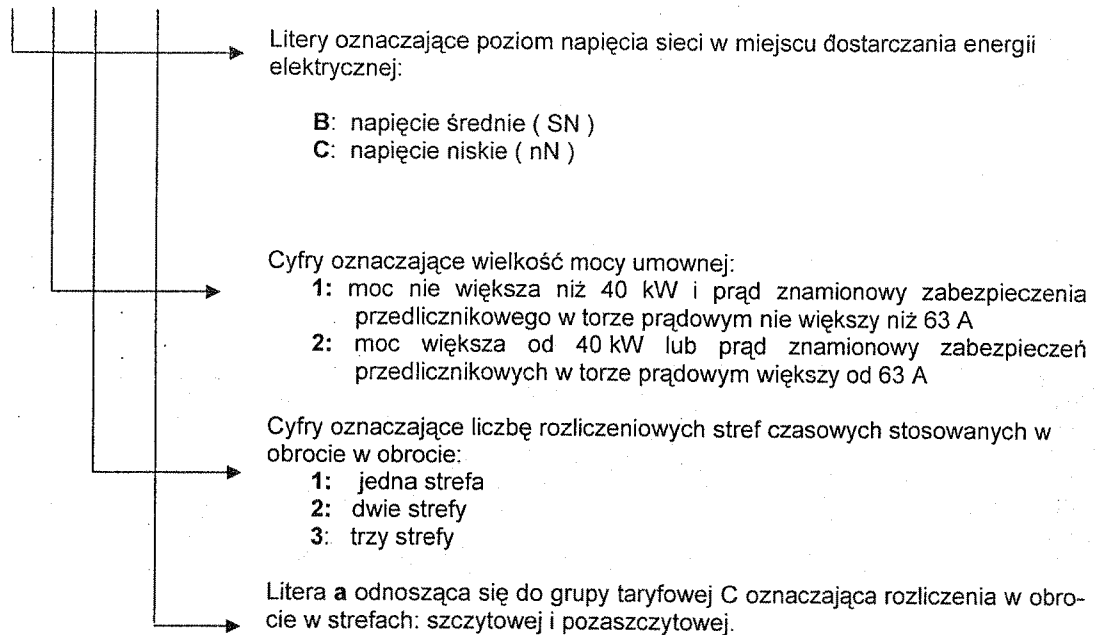 Litery oznaczające poziom napięcia sieci w miejscu dostarczania energii
elektrycznej:
B: napięcie średnie ( SN )
C: napięcie niskie ( nN )
Cyfry oznaczające wielkość mocy umownej:
1: moc nie większa niż 40 kW i prąd znamionowy zabezpieczenia
przedlicznikowego w torze prądowym nie większy niż 63 A
2: moc większa od 40 kW lub prąd znamionowy zabezpieczeń
przedlicznikowych w torze prądowym większy od 63 A
Cyfry oznaczające liczbę rozliczeniowych stref czasowych stosowanych w
obrocie w obrocie:
1: jedna strefa
2: dwie strefy
3: trzy strefy
Litera a odnosząca się do grupy taryfowej C oznaczająca rozliczenia w obro-
cie w strefach: szczytowej i pozaszczytowej.